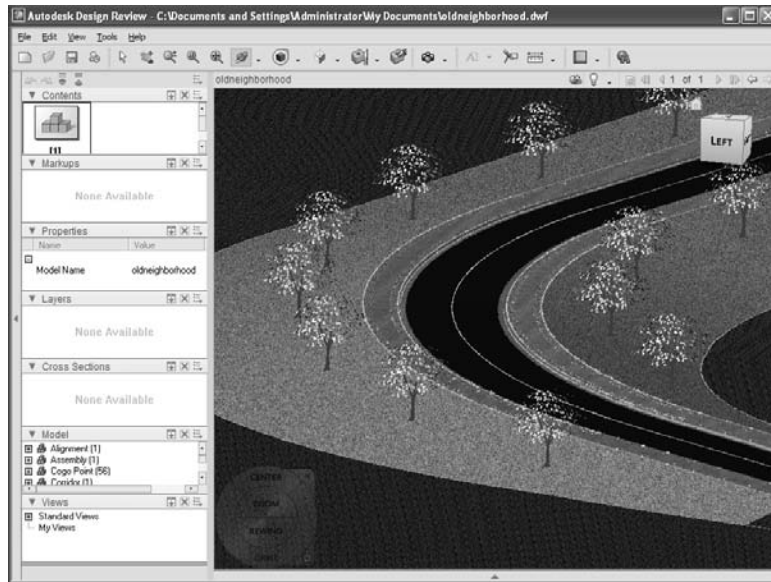 Autodesk Design Review - C:\Documents and Settings\Administrator\My Documents\oldneighborhood.dwf
File Edit View Tools Help
oldneighborhood
1 of 1
Contents
[1]
Markups
None Available
Properties
Name Value
Model Name oldneighborhood
Layers
None Available
Cross Sections
None Available
Model
Alignment (1)
Assembly (1)
Cogo Point (56)
Corridor (1)
Views
Standard Views
My Views
LEFT
CENTER
ZOOM
REWIND
ORBIT